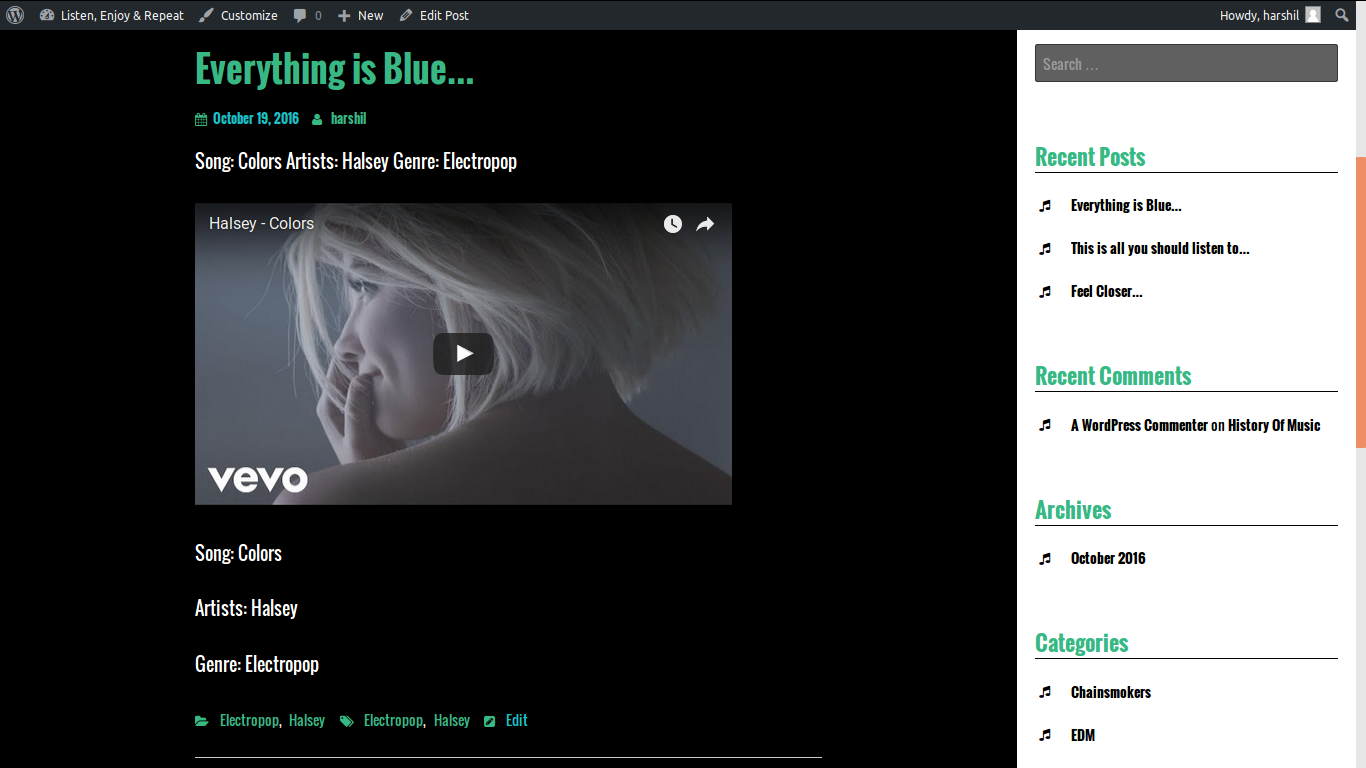 Listen, Enjoy & Repeat Customize 0 New Edit Post Howdy, harshil
Everything is Blue...
October 19, 2016 harshil
Song: Colors Artists: Halsey Genre: Electropop
Halsey - Colors
vevo
Song: Colors
Artists: Halsey
Genre: Electropop
Electropop, Halsey Electropop, Halsey Edit
Search ...
Recent Posts
Everything is Blue...
This is all you should listen to...
Feel Closer...
Recent Comments
A WordPress Commenter on History Of Music
Archives
October 2016
Categories
Chainsmokers
EDM